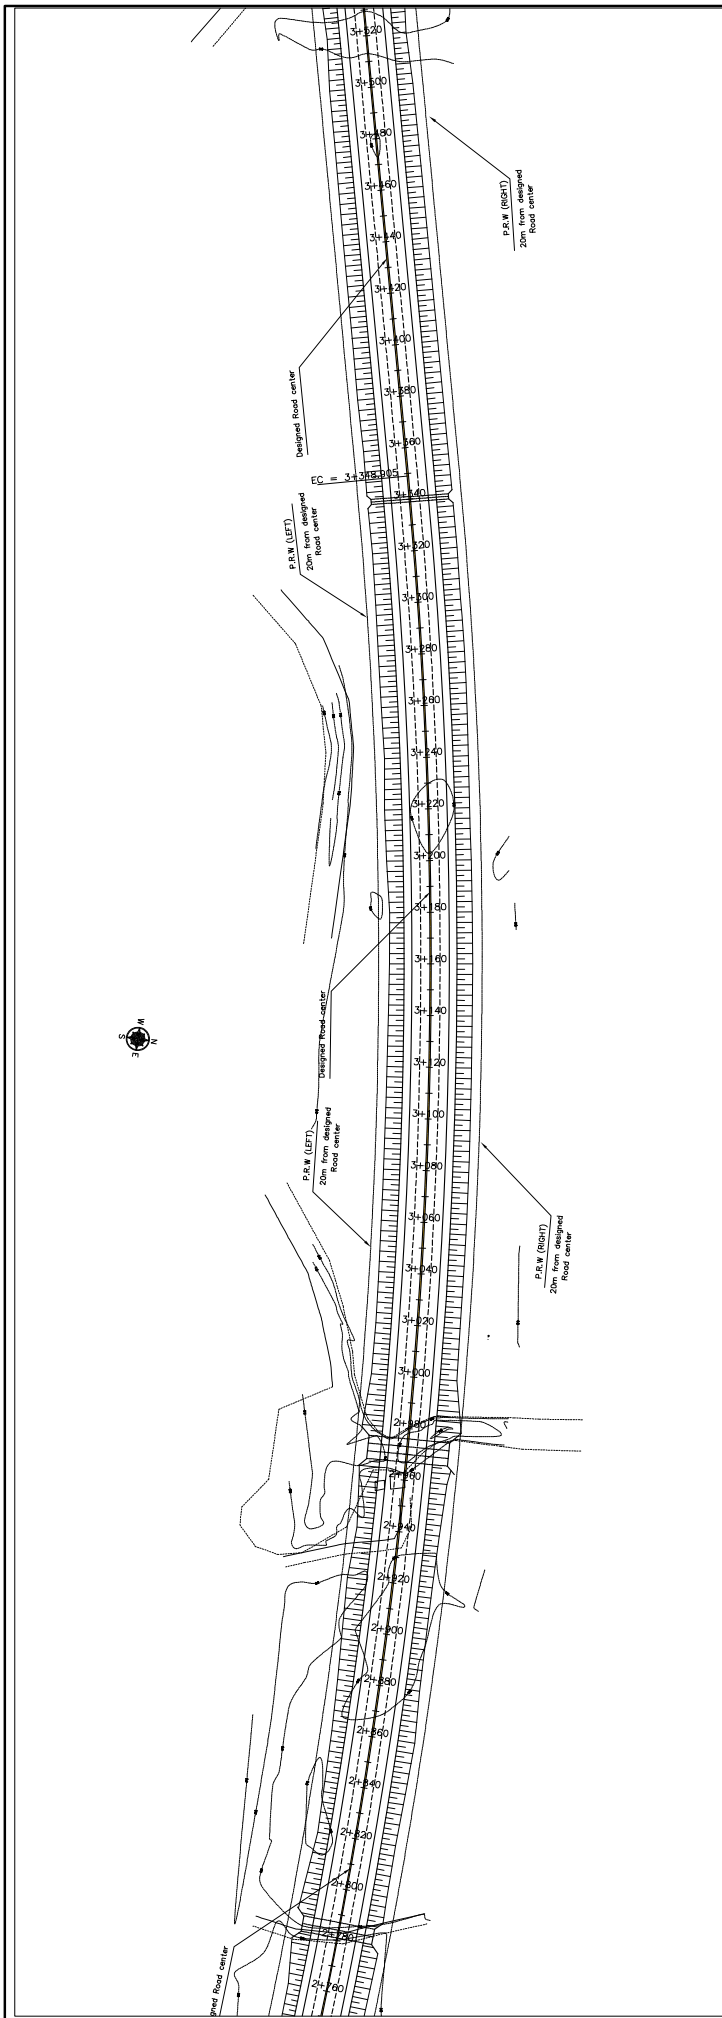 3+520
3+500
3+480
3+460
3+440
3+420
3+400
3+380
3+360
3+340
3+320
3+300
3+280
3+260
3+240
3+220
3+200
3+180
3+160
3+140
3+120
3+100
3+080
3+060
3+040
3+020
3+000
2+980
2+960
2+940
2+920
2+900
2+880
2+860
2+840
2+820
2+800
2+780
2+760
P.R.W (RIGHT)
20m from designed
Road center
Designed Road center
EC = 3+348.905
P.R.W (LEFT)
20m from designed
Road center
Designed Road center
W
N
S
E
P.R.W (LEFT)
20m from designed
Road center
P.R.W (RIGHT)
20m from designed
Road center
gned Road center